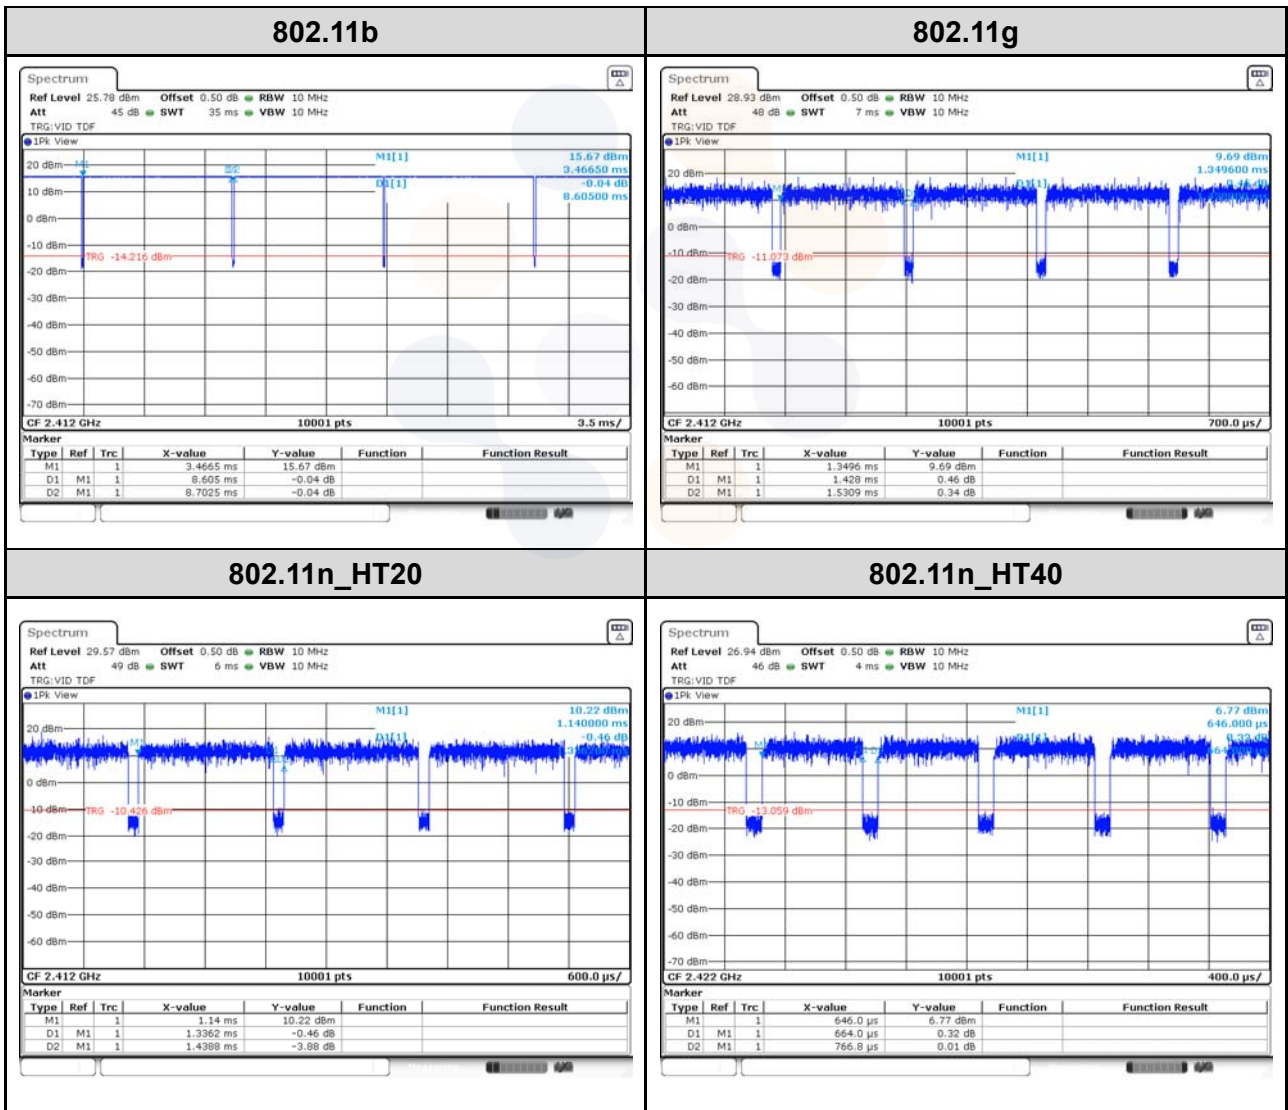 802.11b
802.11g
Spectrum
Ref Level 25.78 dBm Offset 0.50 dB RBW 10 MHz
Att 45 dB SWT 35 ms VBW 10 MHz
TRG:VID TDF
1Pk View
M1[1] 15.67 dBm
3.46650 ms
D1[1] -0.04 dB
8.60500 ms
20 dBm
M1
10 dBm
0 dBm
-10 dBm
TRG -14.216 dBm
-20 dBm
-30 dBm
-40 dBm
-50 dBm
-60 dBm
-70 dBm
CF 2.412 GHz 10001 pts 3.5 ms/
Marker
Type Ref Trc X-value Y-value Function Function Result
M1 1 3.4665 ms 15.67 dBm
D1 M1 1 8.605 ms -0.04 dB
D2 M1 1 8.7025 ms -0.04 dB
Spectrum
Ref Level 28.93 dBm Offset 0.50 dB RBW 10 MHz
Att 48 dB SWT 7 ms VBW 10 MHz
TRG:VID TDF
1Pk View
M1[1] 9.69 dBm
1.349600 ms
D1[1] 0.46 dB
20 dBm
0 dBm
-10 dBm
TRG -11.073 dBm
-20 dBm
-30 dBm
-40 dBm
-50 dBm
-60 dBm
CF 2.412 GHz 10001 pts 700.0 µs/
Marker
Type Ref Trc X-value Y-value Function Function Result
M1 1 1.3496 ms 9.69 dBm
D1 M1 1 1.428 ms 0.46 dB
D2 M1 1 1.5309 ms 0.34 dB
802.11n_HT20
802.11n_HT40
Spectrum
Ref Level 29.57 dBm Offset 0.50 dB RBW 10 MHz
Att 49 dB SWT 6 ms VBW 10 MHz
TRG:VID TDF
1Pk View
M1[1] 10.22 dBm
1.140000 ms
D1[1] -0.46 dB
20 dBm
M1
0 dBm
-10 dBm
TRG -10.426 dBm
-20 dBm
-30 dBm
-40 dBm
-50 dBm
-60 dBm
CF 2.412 GHz 10001 pts 600.0 µs/
Marker
Type Ref Trc X-value Y-value Function Function Result
M1 1 1.14 ms 10.22 dBm
D1 M1 1 1.3362 ms -0.46 dB
D2 M1 1 1.4388 ms -3.88 dB
Spectrum
Ref Level 26.94 dBm Offset 0.50 dB RBW 10 MHz
Att 46 dB SWT 4 ms VBW 10 MHz
TRG:VID TDF
1Pk View
M1[1] 6.77 dBm
646.000 µs
D1[1] 0.32 dB
20 dBm
0 dBm
-10 dBm
TRG -13.059 dBm
-20 dBm
-30 dBm
-40 dBm
-50 dBm
-60 dBm
-70 dBm
CF 2.422 GHz 10001 pts 400.0 µs/
Marker
Type Ref Trc X-value Y-value Function Function Result
M1 1 646.0 µs 6.77 dBm
D1 M1 1 664.0 µs 0.32 dB
D2 M1 1 766.8 µs 0.01 dB